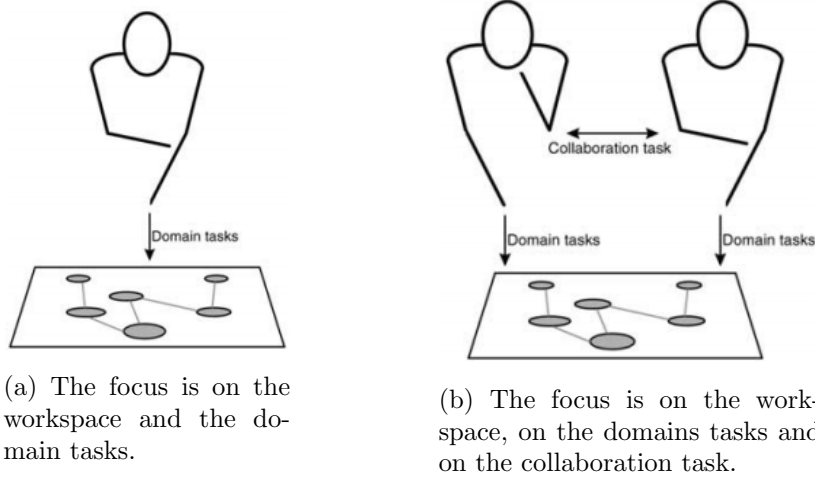 Domain tasks
(a) The focus is on the
workspace and the do-
main tasks.
Collaboration task
Domain tasks
Domain tasks
(b) The focus is on the work-
space, on the domains tasks and
on the collaboration task.